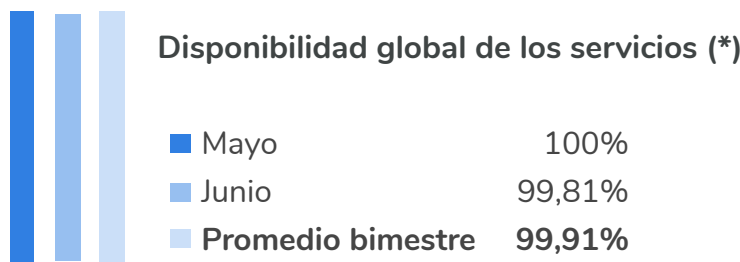 Disponibilidad global de los servicios (*)
Mayo 100%
Junio 99,81%
Promedio bimestre 99,91%